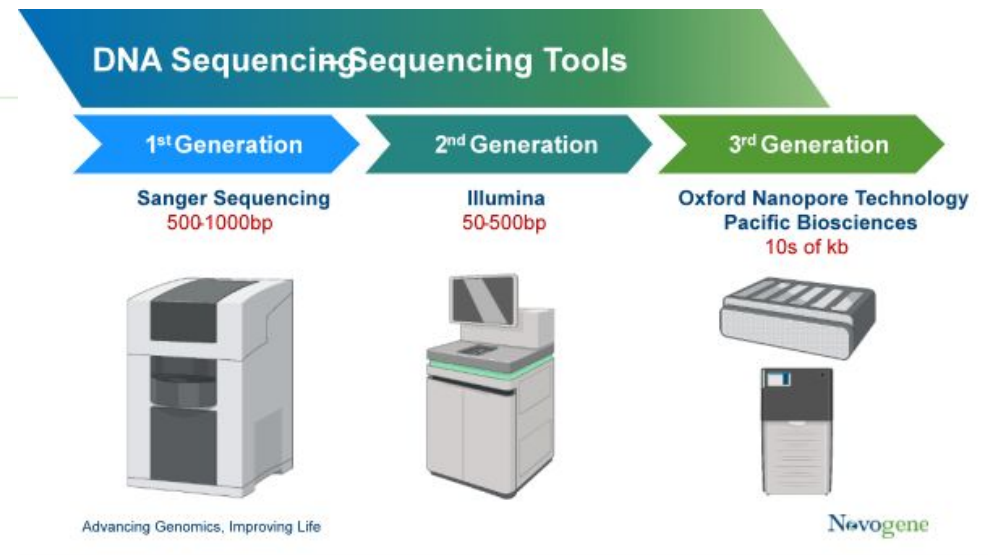 DNA Sequencing-Sequencing Tools
1st Generation
2nd Generation
3rd Generation
Sanger Sequencing
500-1000bp
Illumina
50-500bp
Oxford Nanopore Technology
Pacific Biosciences
10s of kb
Advancing Genomics, Improving Life
Novogene